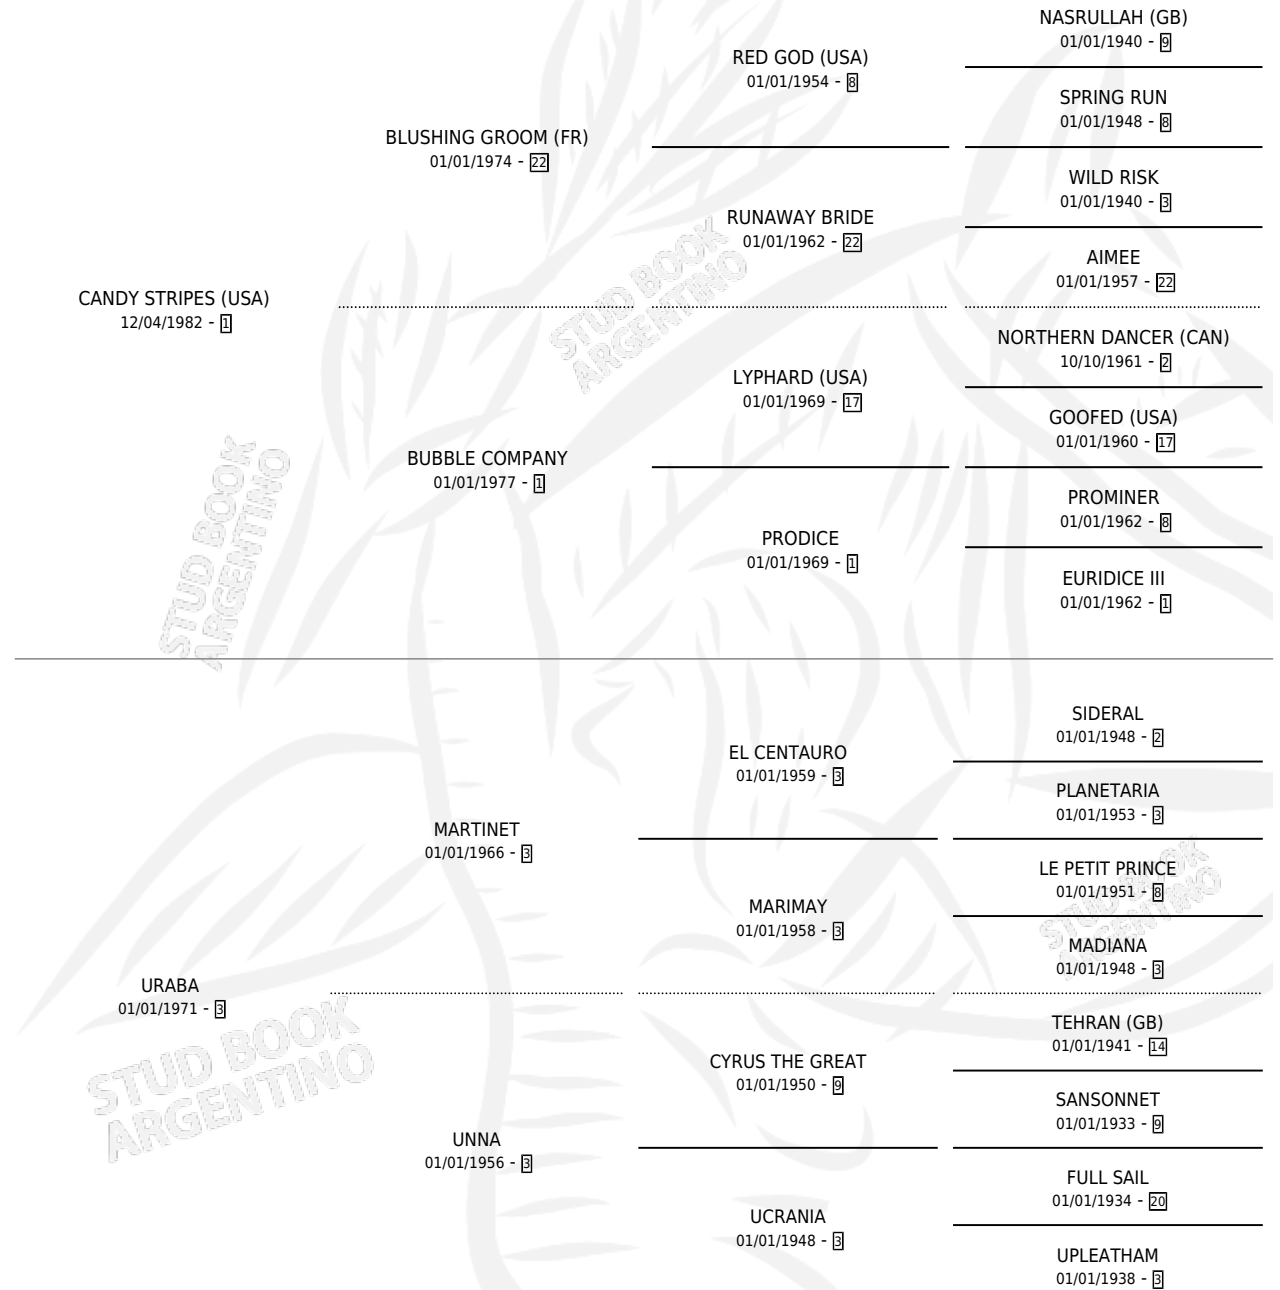 NASRULLAH (GB)
01/01/1940 - 9
RED GOD (USA)
01/01/1954 - 8
SPRING RUN
01/01/1948 - 8
BLUSHING GROOM (FR)
01/01/1974 - 22
WILD RISK
01/01/1940 - 3
RUNAWAY BRIDE
01/01/1962 - 22
AIMEE
01/01/1957 - 22
CANDY STRIPES (USA)
12/04/1982 - 1
NORTHERN DANCER (CAN)
10/10/1961 - 2
LYPHARD (USA)
01/01/1969 - 17
GOOFED (USA)
01/01/1960 - 17
BUBBLE COMPANY
01/01/1977 - 1
PROMINER
01/01/1962 - 8
PRODICE
01/01/1969 - 1
EURIDICE III
01/01/1962 - 1
SIDERAL
01/01/1948 - 2
EL CENTAURO
01/01/1959 - 3
PLANETARIA
01/01/1953 - 3
MARTINET
01/01/1966 - 3
LE PETIT PRINCE
01/01/1951 - 8
MARIMAY
01/01/1958 - 3
MADIANA
01/01/1948 - 3
URABA
01/01/1971 - 3
TEHRAN (GB)
01/01/1941 - 14
CYRUS THE GREAT
01/01/1950 - 9
SANSONNET
01/01/1933 - 9
UNNA
01/01/1956 - 3
FULL SAIL
01/01/1934 - 20
UCRANIA
01/01/1948 - 3
UPLEATHAM
01/01/1938 - 3
STUD BOOK
ARGENTINO
STUD BOOK
ARGENTINO
STUD BOOK
ARGENTINO
STUD BOOK
ARGENTINO